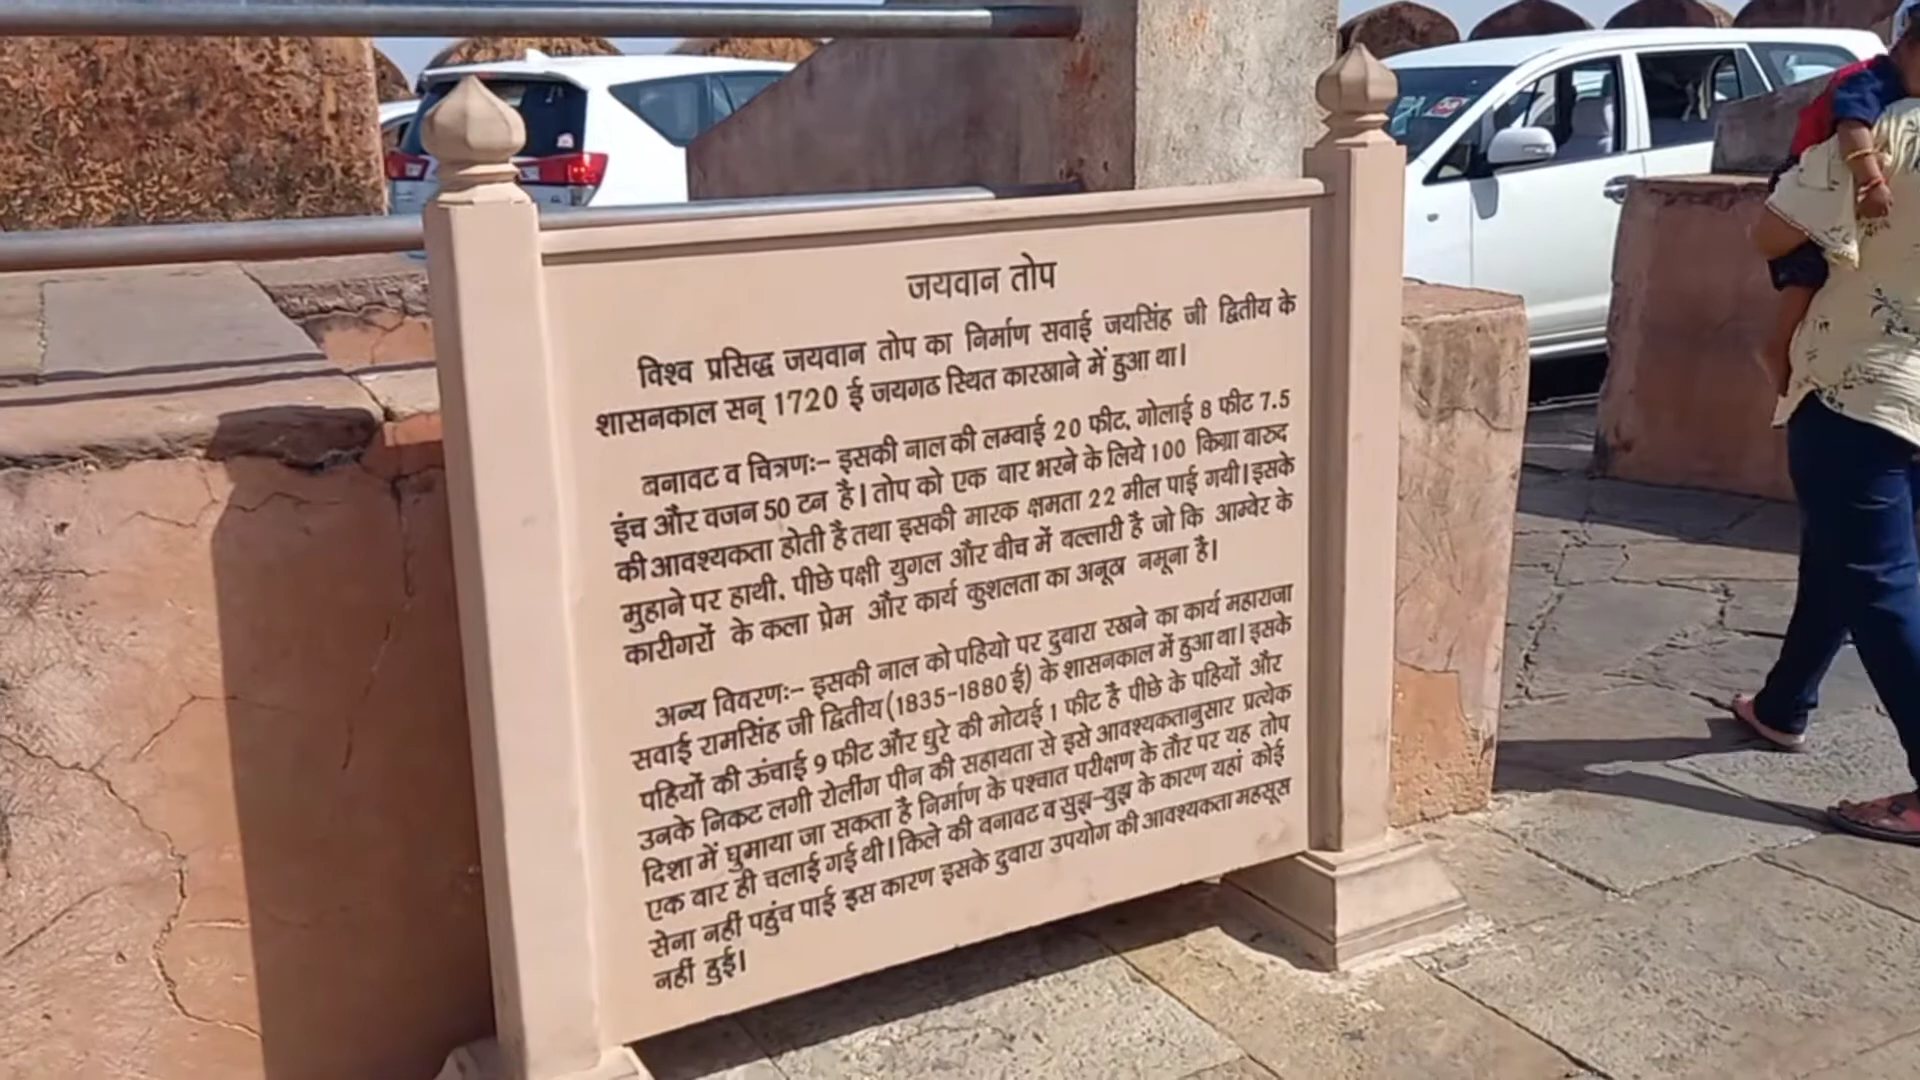 जयवान तोप
विश्व प्रसिद्ध जयवान तोप का निर्माण सवाई जयसिंह जी द्वितीय के
शासनकाल सन् 1720 ई जयगढ स्थित कारखाने में हुआ था।
बनावट व चित्रणः– इसकी नाल की लम्बाई 20 फीट, गोलाई 8 फीट 7.5
इंच और वजन 50 टन है। तोप को एक बार भरने के लिये 100 किग्रा बारुद
की आवश्यकता होती है तथा इसकी मारक क्षमता 22 मील पाई गयी। इसके
मुहाने पर हाथी, पीछे पक्षी युगल और बीच में वल्लारी है जो कि आम्बेर के
कारीगरों के कला प्रेम और कार्य कुशलता का अनूठा नमूना है।
अन्य विवरणः– इसकी नाल को पहियो पर दुवारा रखने का कार्य महाराजा
सवाई रामसिंह जी द्वितीय (1835-1880 ई) के शासनकाल में हुआ था। इसके
पहियों की ऊंचाई 9 फीट और धुरे की मोटाई 1 फीट है पीछे के पहियों और
उनके निकट लगी रोलींग पीन की सहायता से इसे आवश्यकतानुसार प्रत्येक
दिशा में घुमाया जा सकता है निर्माण के पश्चात परीक्षण के तौर पर यह तोप
एक बार ही चलाई गई थी। किले की बनावट व सुझ-बुझ के कारण यहां कोई
सेना नहीं पहुंच पाई इस कारण इसके दुवारा उपयोग की आवश्यकता महसूस
नहीं हुई।